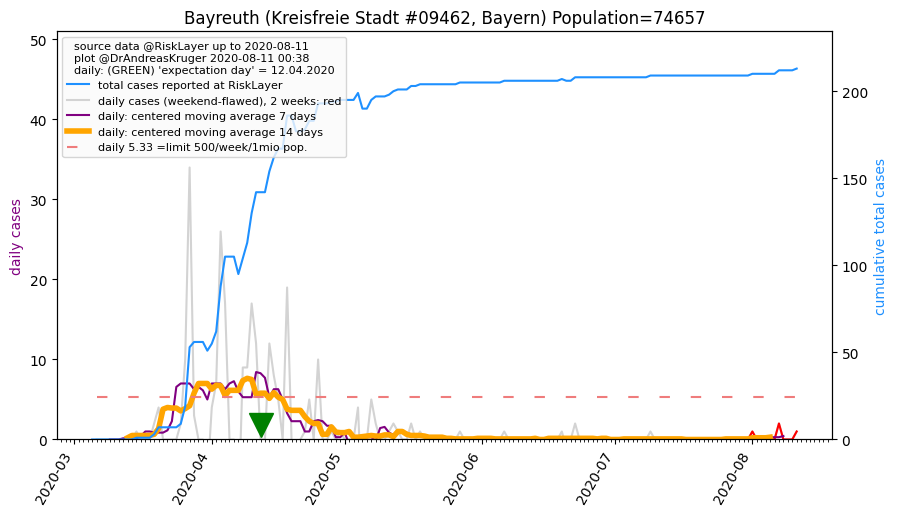 Bayreuth (Kreisfreie Stadt #09462, Bayern) Population=74657
source data @RiskLayer up to 2020-08-11
plot @DrAndreasKruger 2020-08-11 00:38
daily: (GREEN) 'expectation day' = 12.04.2020
total cases reported at RiskLayer
daily cases (weekend-flawed), 2 weeks: red
daily: centered moving average 7 days
daily: centered moving average 14 days
daily 5.33 =limit 500/week/1mio pop.
daily cases
50
40
30
20
10
0
cumulative total cases
200
150
100
50
0
2020-03
2020-04
2020-05
2020-06
2020-07
2020-08